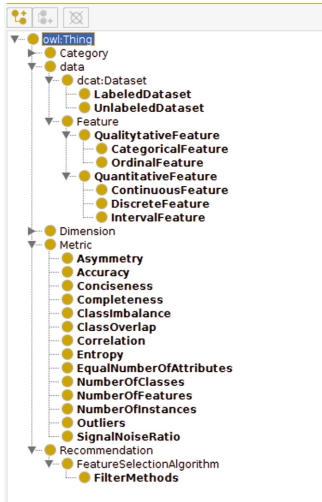 owl:Thing
Category
data
dcat:Dataset
LabeledDataset
UnlabeledDataset
Feature
QualitytativeFeature
CategoricalFeature
OrdinalFeature
QuantitativeFeature
ContinuousFeature
DiscreteFeature
IntervalFeature
Dimension
Metric
Asymmetry
Accuracy
Conciseness
Completeness
ClassImbalance
ClassOverlap
Correlation
Entropy
EqualNumberOfAttributes
NumberOfClasses
NumberOfFeatures
NumberOfInstances
Outliers
SignalNoiseRatio
Recommendation
FeatureSelectionAlgorithm
FilterMethods